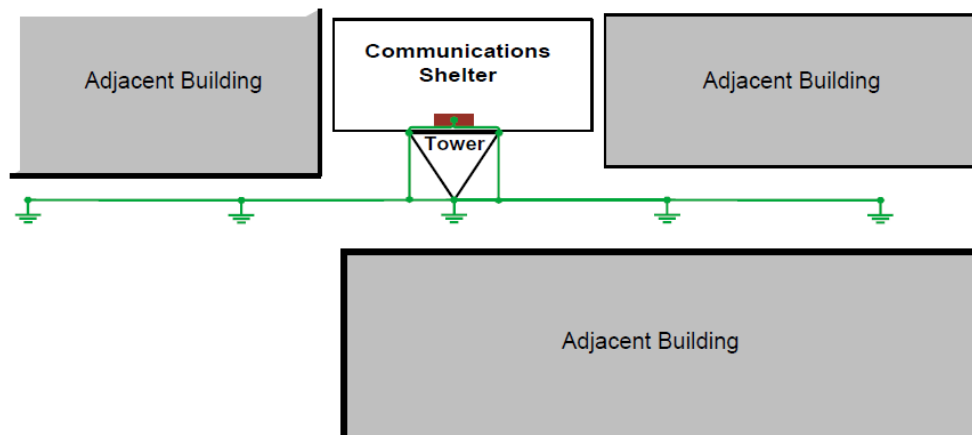 Adjacent Building
Communications
Shelter
Adjacent Building
Tower
Adjacent Building